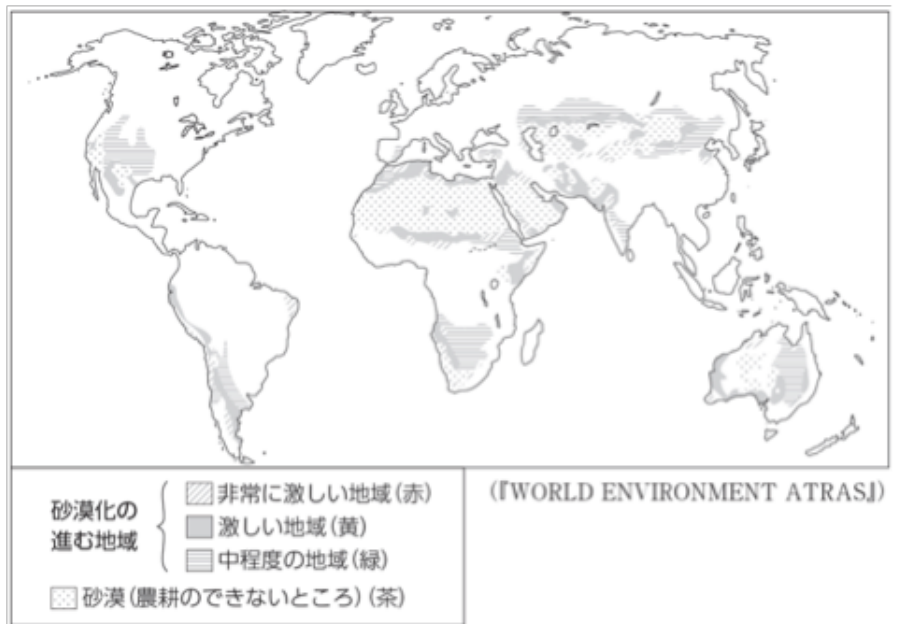 砂漠化の
進む地域
非常に激しい地域(赤)
激しい地域(黄)
中程度の地域(緑)
砂漠(農耕のできないところ)(茶)
(『WORLD ENVIRONMENT ATRAS』)